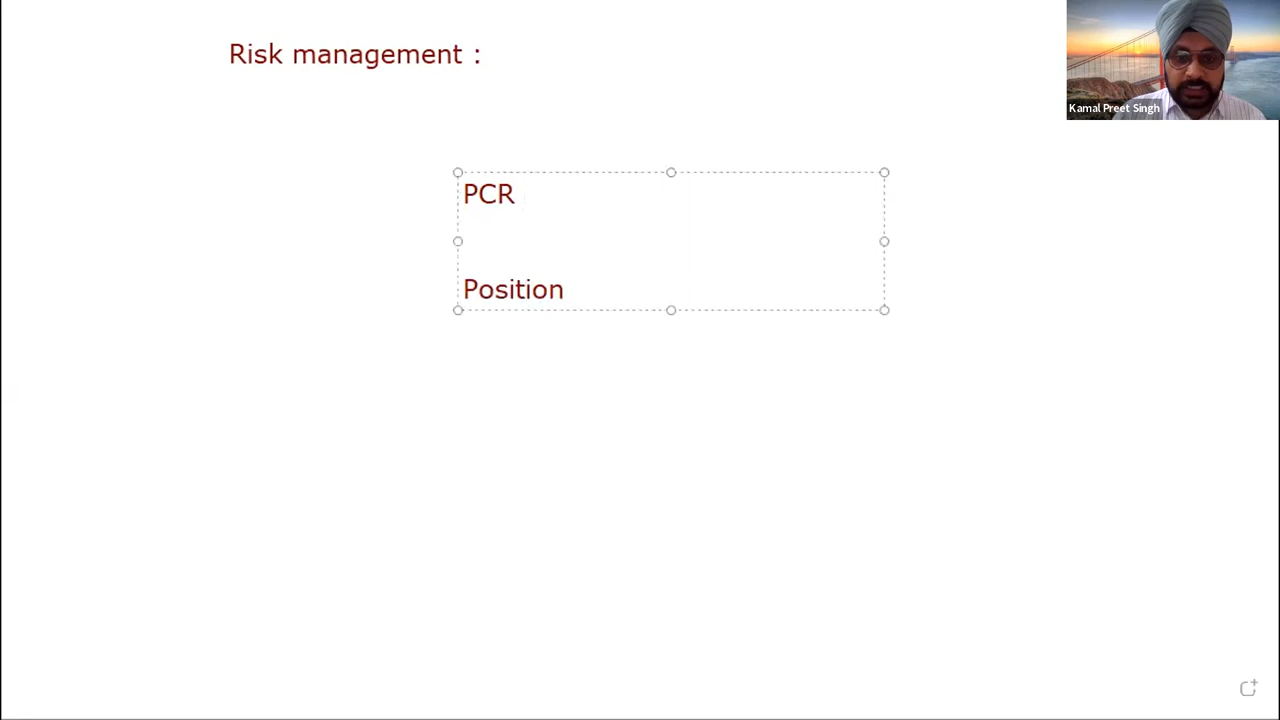 Risk management :
Kamal Preet Singh
PCR
Position